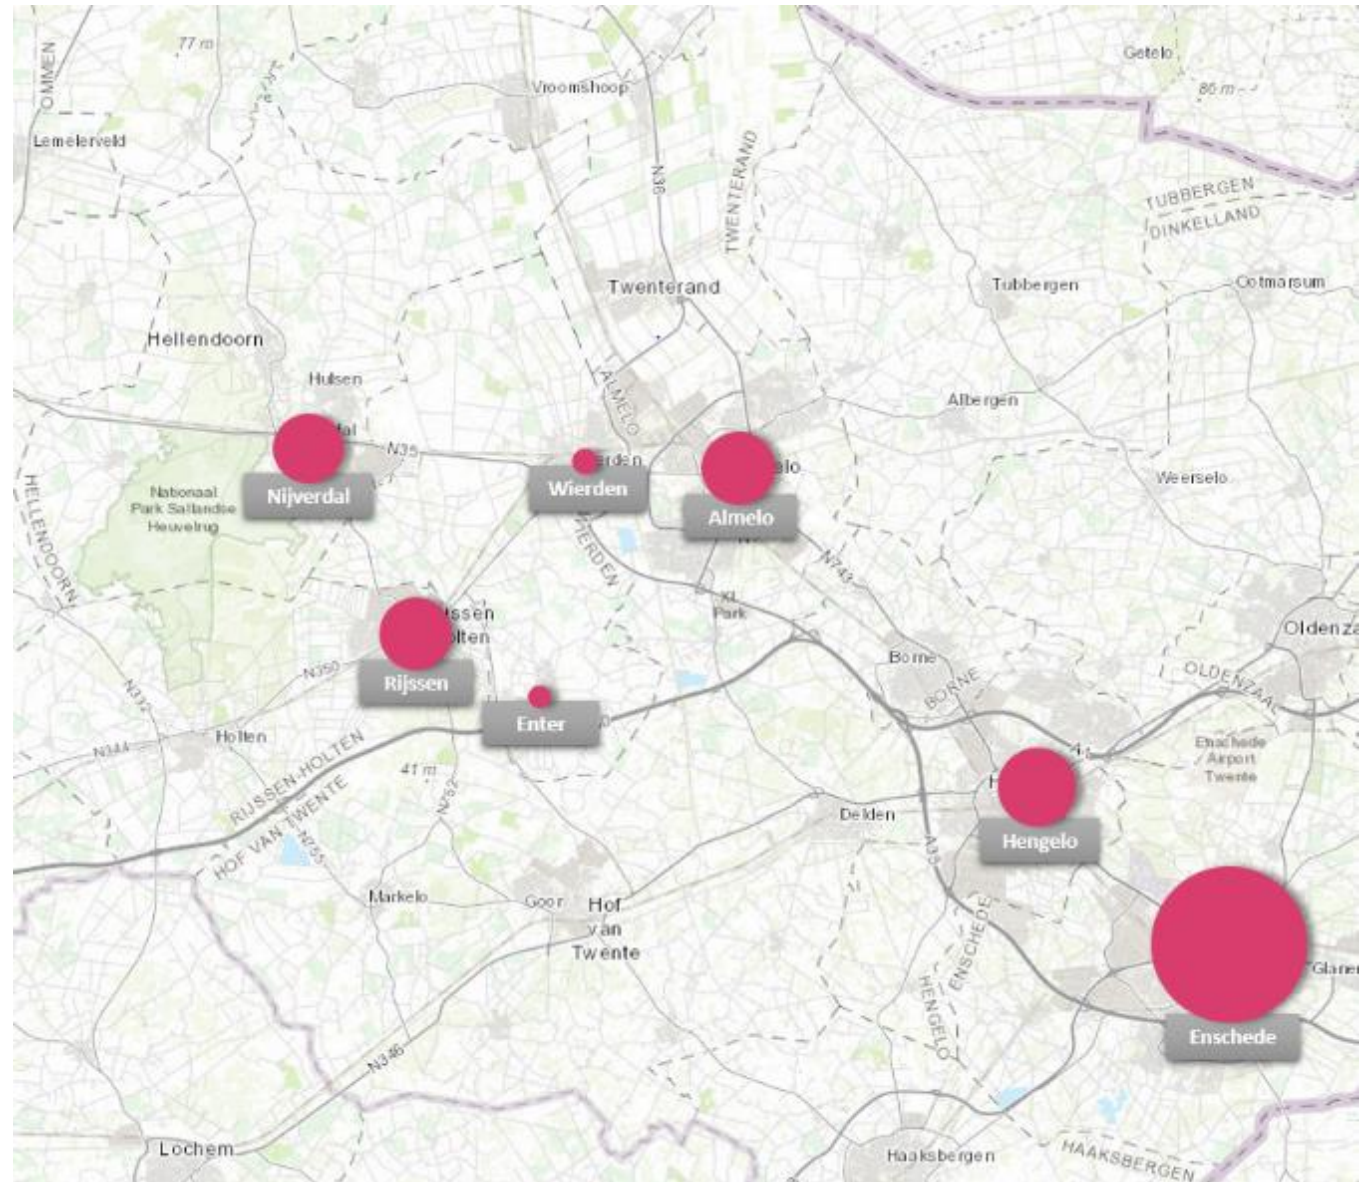 OMMEN
77 m
Getelo
Vroomshoop
86 m
Lemelerveld
N36
TWENTERAND
TUBBERGEN
DINKELLAND
Twenterand
Tubbergen
Ootmarsum
Hellendoorn
Hulsen
ALMELO
Albergen
N35
Nijverdal
Wierden
Almelo
Weerselo
Nationaal
Park Sallandse
Heuvelrug
HELLENDOORN
WIERDEN
N743
Park
Rijssen
N350
Borne
Oldenza
OLDENZAAL
BORNE
N332
Enter
Holten
N344
RIJSSEN-HOLTEN
HOF VAN TWENTE
41 m
N752
N755
Enschede
Airport
Twente
Delden
A35
Hengelo
Markelo
Goor
Hof
van
Twente
ENSCHEDE
HENGELO
Glaner
Enschede
N346
Lochem
Haaksbergen
HAAKSBERGEN